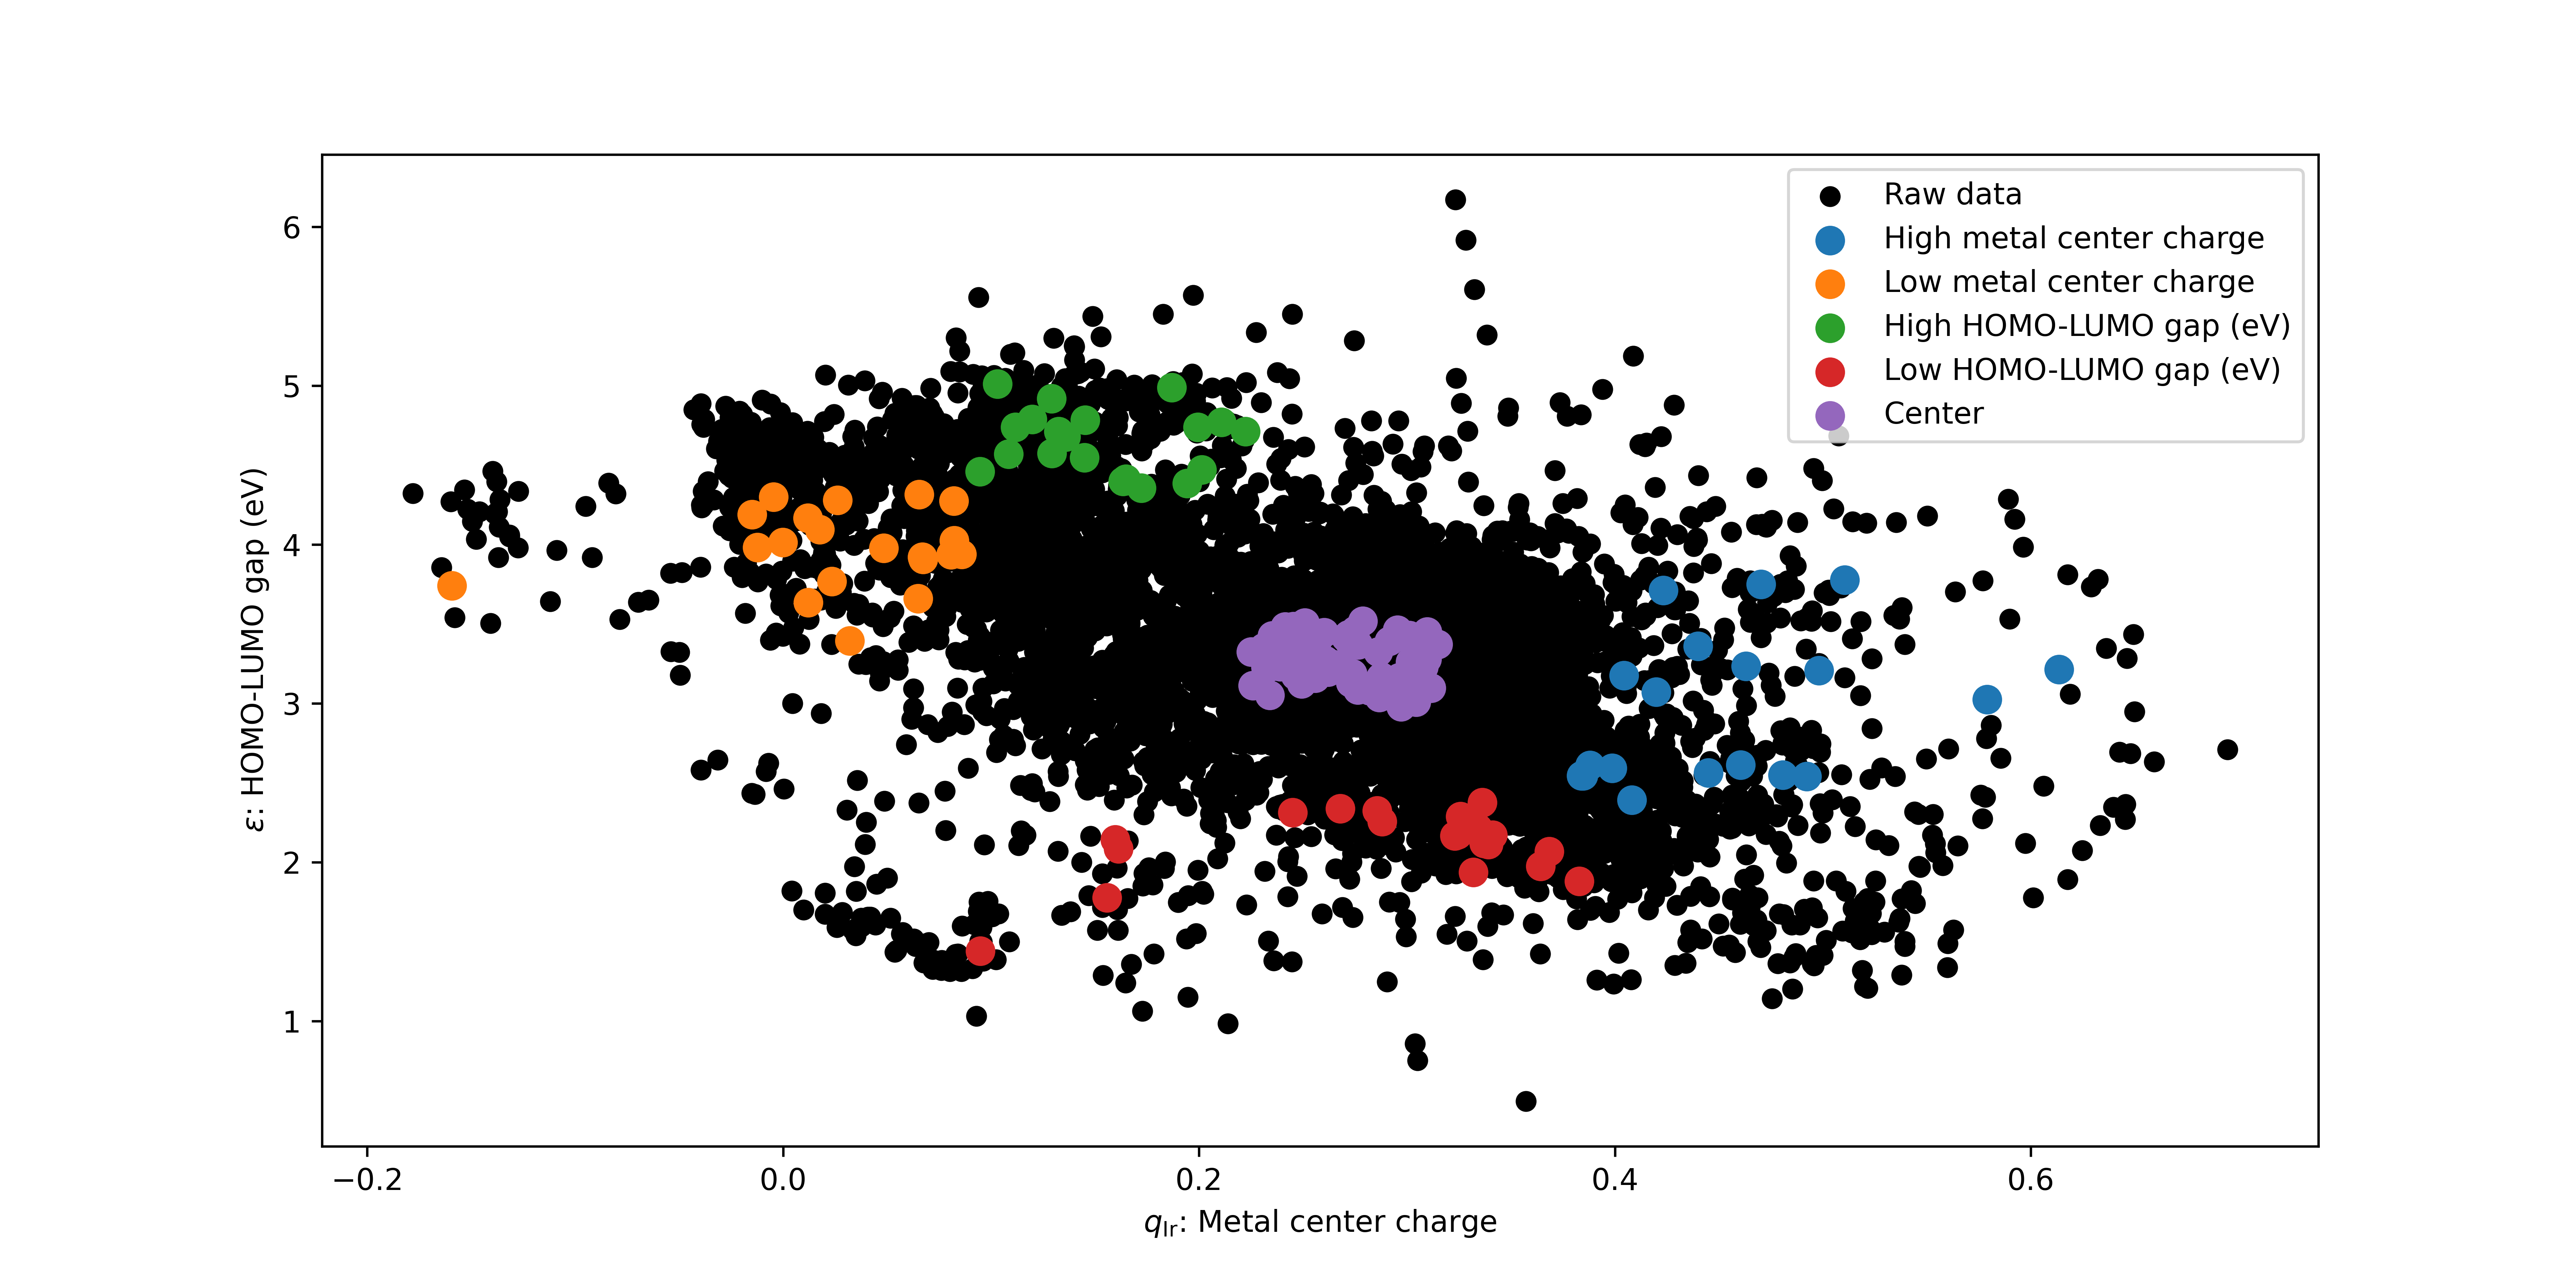 Raw data
High metal center charge
Low metal center charge
High HOMO-LUMO gap (eV)
Low HOMO-LUMO gap (eV)
Center
ε: HOMO-LUMO gap (eV)
6
5
4
3
2
1
−0.2
0.0
0.2
0.4
0.6
qIr: Metal center charge